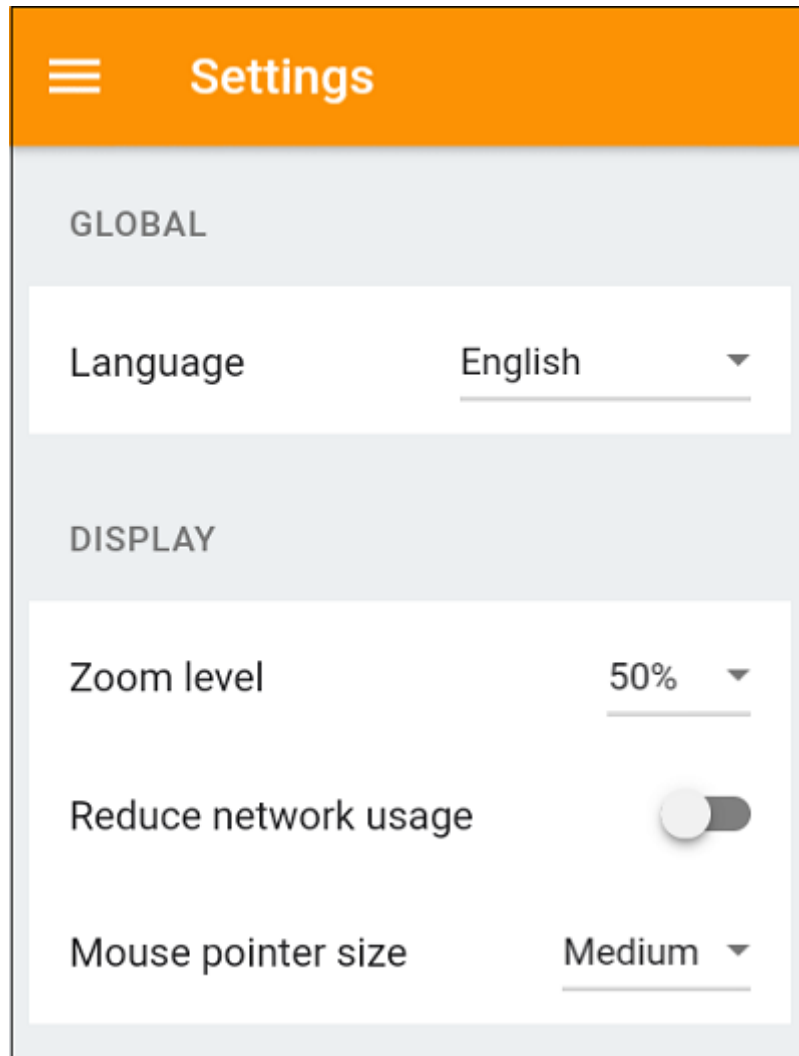 Settings
GLOBAL
Language English
DISPLAY
Zoom level 50%
Reduce network usage
Mouse pointer size Medium